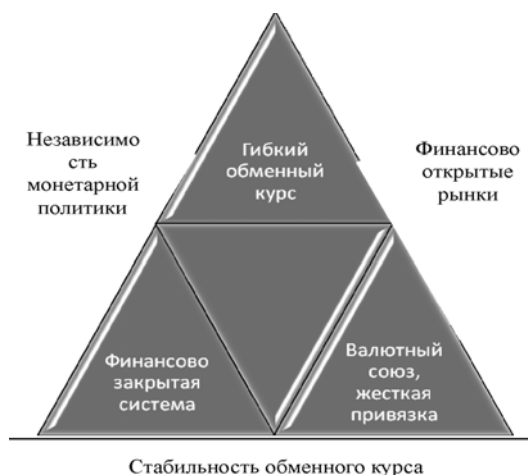 Независимо
сть
монетарной
политики
Гибкий
обменный
курс
Финансово
открытые
рынки
Финансово
закрытая
система
Валютный
союз,
жесткая
привязка
Стабильность обменного курса